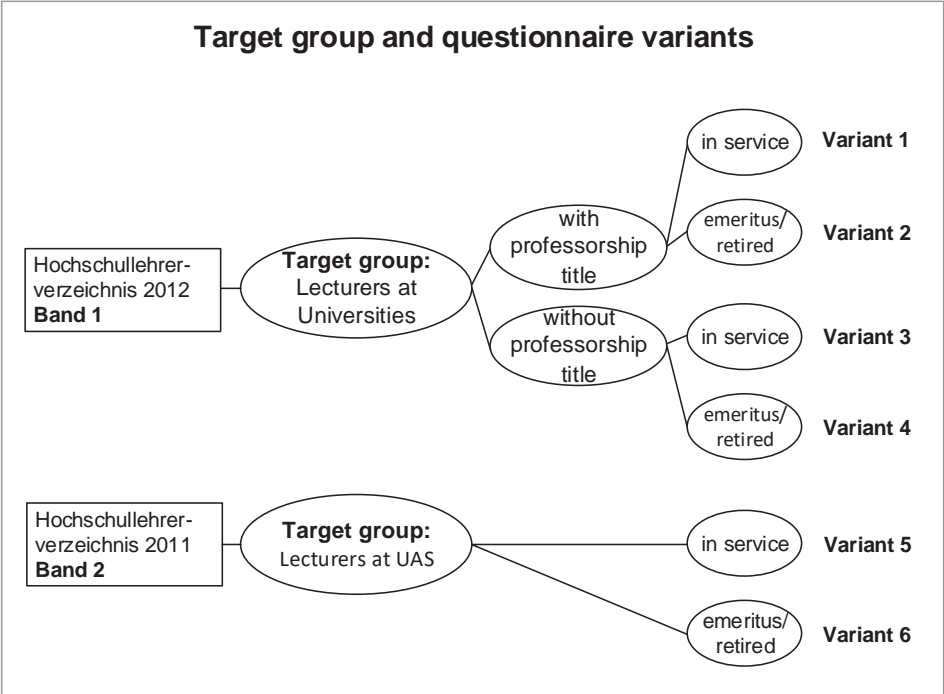 Target group and questionnaire variants
in service
Variant 1
emeritus/
retired
Variant 2
with
professorship
title
Hochschullehrer-
verzeichnis 2012
Band 1
Target group:
Lecturers at
Universities
without
professorship
title
in service
Variant 3
emeritus/
retired
Variant 4
Hochschullehrer-
verzeichnis 2011
Band 2
Target group:
Lecturers at UAS
in service
Variant 5
emeritus/
retired
Variant 6